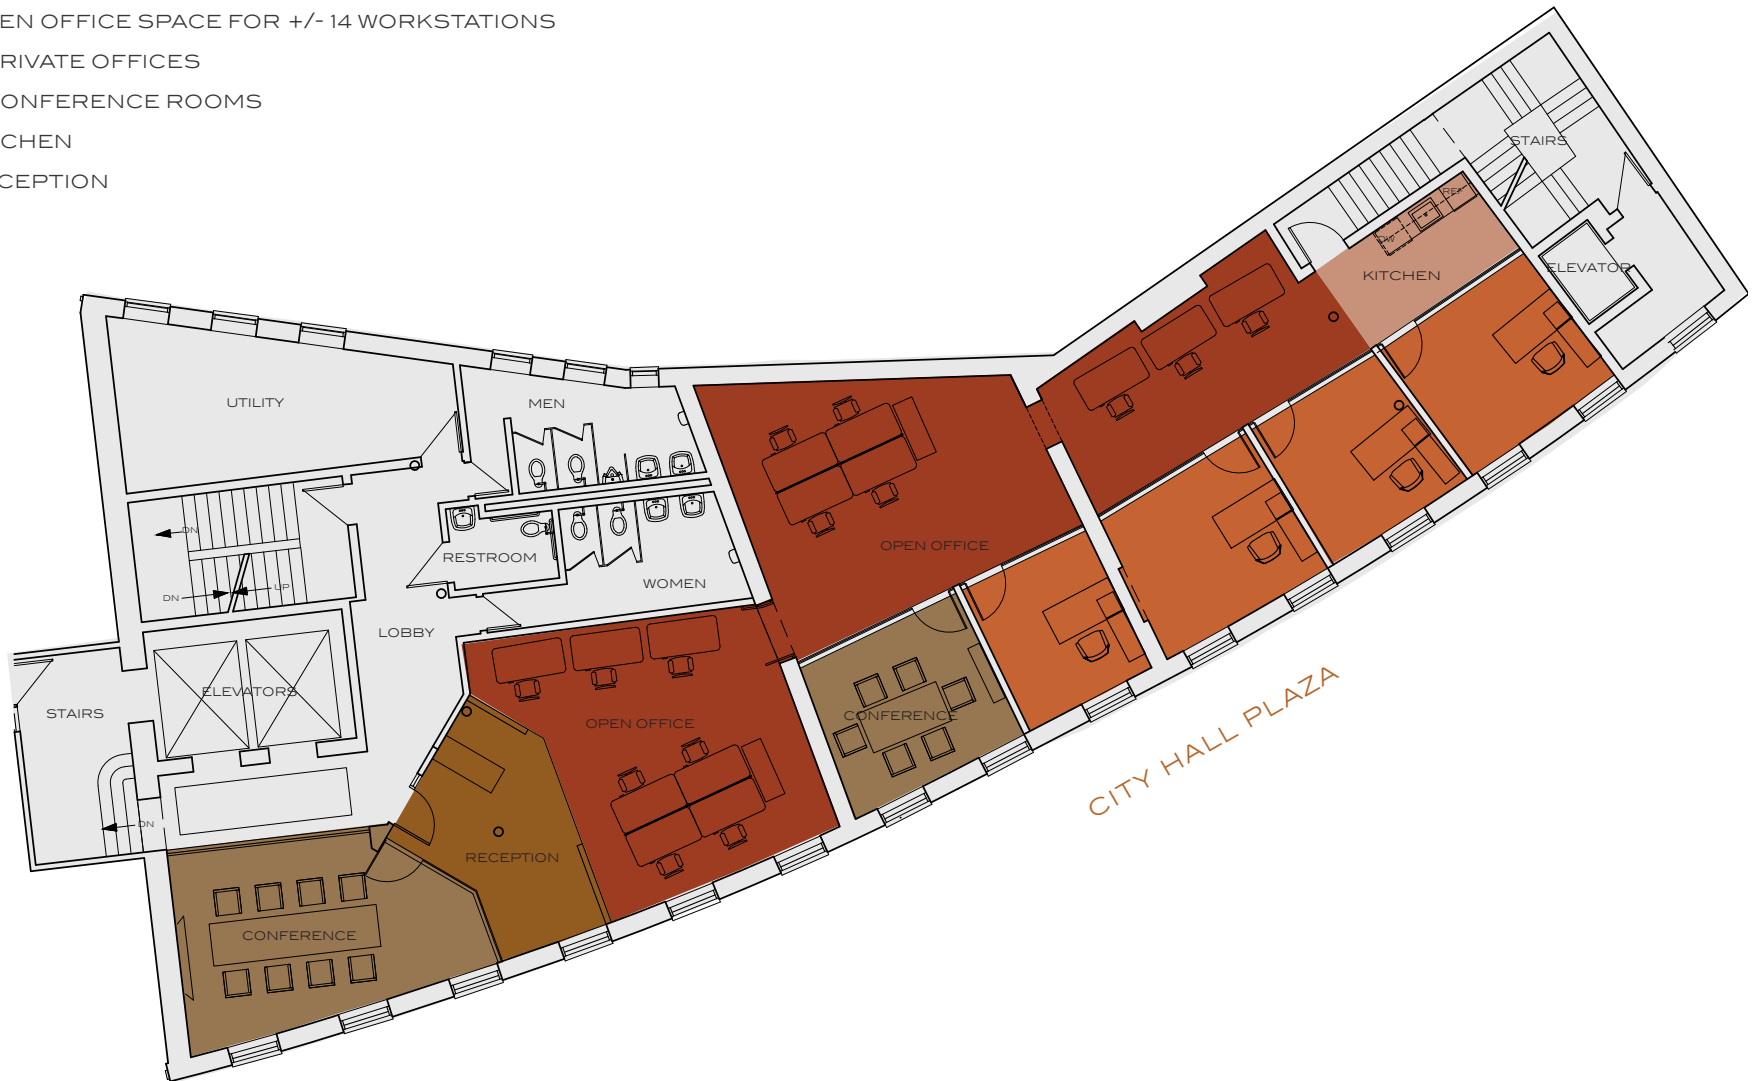 EN OFFICE SPACE FOR +/- 14 WORKSTATIONS
RIVATE OFFICES
ONFERENCE ROOMS
CHEN
CEPTION
STAIRS
REF
DW
KITCHEN
ELEVATOR
UTILITY
MEN
DN
RESTROOM
OPEN OFFICE
WOMEN
DN
UP
LOBBY
ELEVATORS
STAIRS
OPEN OFFICE
CONFERENCE
CITY HALL PLAZA
DN
RECEPTION
CONFERENCE